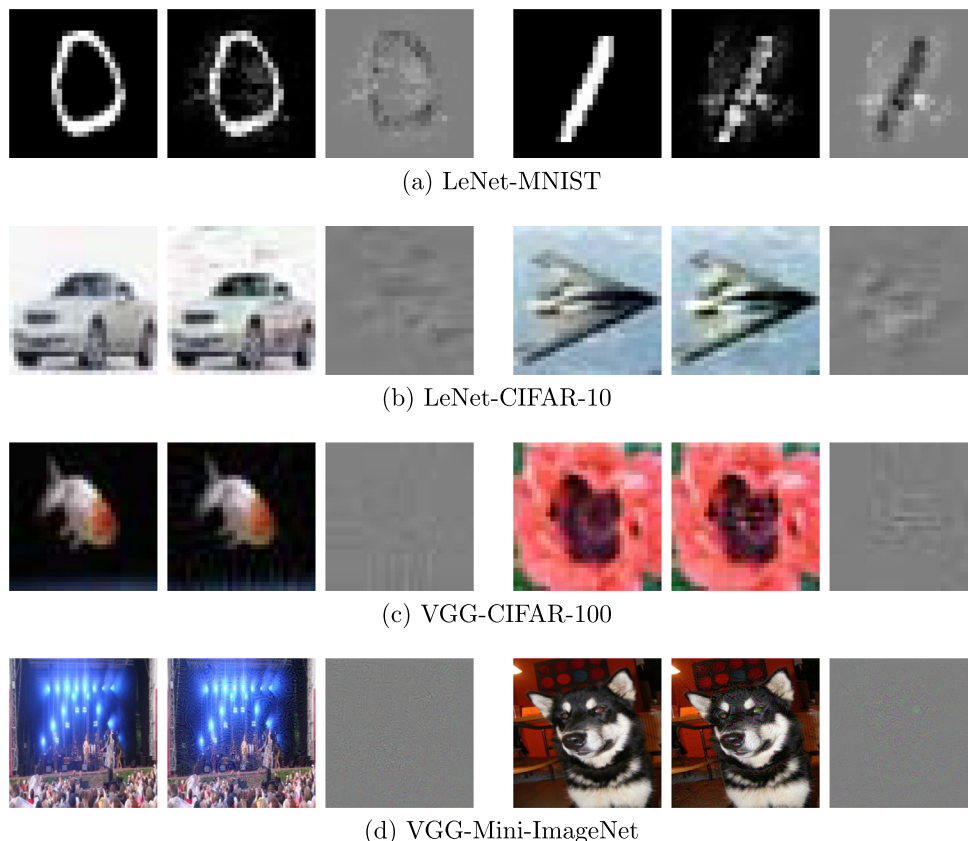 (a) LeNet-MNIST
(b) LeNet-CIFAR-10
(c) VGG-CIFAR-100
(d) VGG-Mini-ImageNet